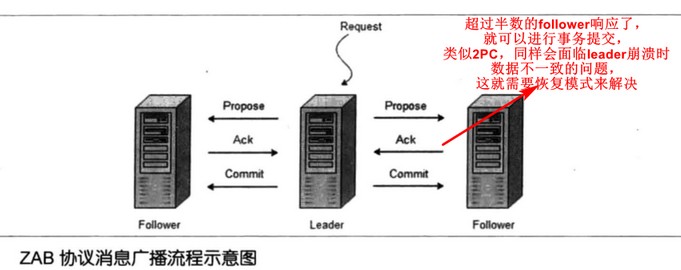 Request
超过半数的follower响应了，
就可以进行事务提交，
类似2PC，同样会面临leader崩溃时
数据不一致的问题，
这就需要恢复模式来解决
Propose
Propose
Ack
Ack
Commit
Commit
Follower
Leader
Follower
ZAB 协议消息广播流程示意图